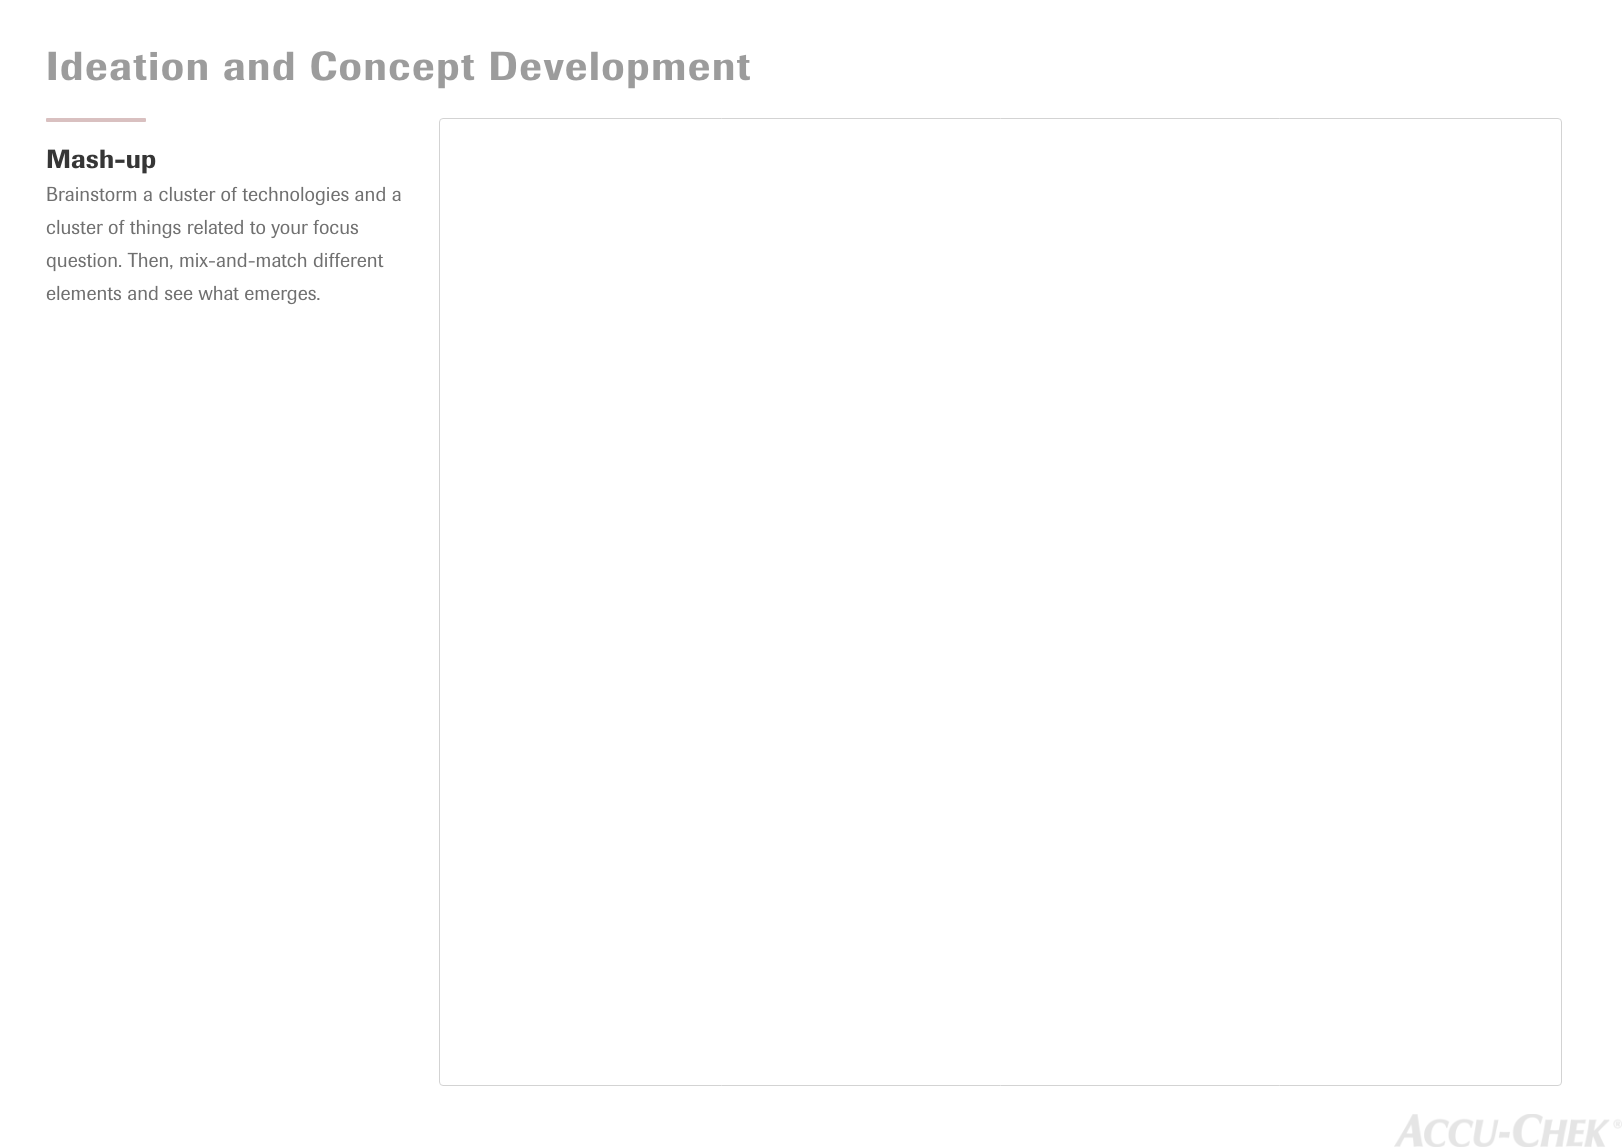 Ideation and Concept Development
Mash-up
Brainstorm a cluster of technologies and a
cluster of things related to your focus
question. Then, mix-and-match different
elements and see what emerges.
ACCU-CHEK®